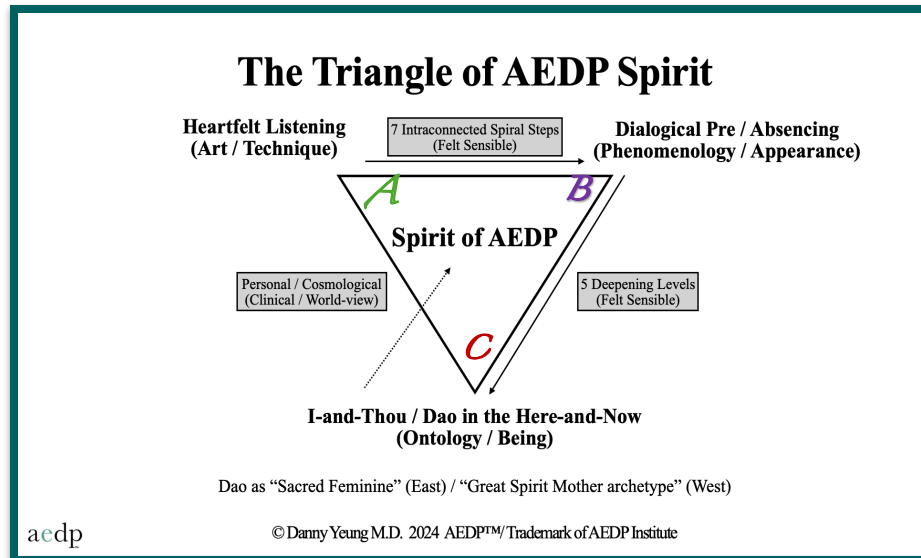 The Triangle of AEDP Spirit
Heartfelt Listening
(Art / Technique)
7 Intraconnected Spiral Steps
(Felt Sensible)
Dialogical Pre / Absencing
(Phenomenology / Appearance)
A
B
Spirit of AEDP
Personal / Cosmological
(Clinical / World-view)
5 Deepening Levels
(Felt Sensible)
C
I-and-Thou / Dao in the Here-and-Now
(Ontology / Being)
Dao as “Sacred Feminine” (East) / “Great Spirit Mother archetype” (West)
aedp
© Danny Yeung M.D. 2024 AEDP™/ Trademark of AEDP Institute